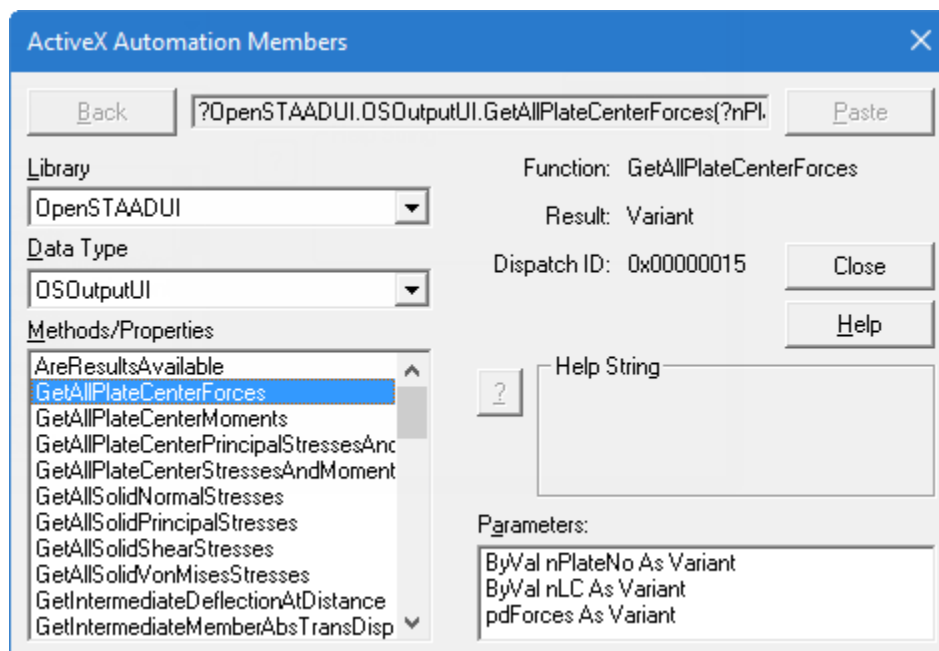 ActiveX Automation Members
Back
?OpenSTAADUI.OSOutputUI.GetAllPlateCenterForces(?nPl
Paste
Library
OpenSTAADUI
Data Type
OSOutputUI
Methods/Properties
AreResultsAvailable
GetAllPlateCenterForces
GetAllPlateCenterMoments
GetAllPlateCenterPrincipalStressesAnd
GetAllPlateCenterStressesAndMoment
GetAllSolidNormalStresses
GetAllSolidPrincipalStresses
GetAllSolidShearStresses
GetAllSolidVonMisesStresses
GetIntermediateDeflectionAtDistance
GetIntermediateMemberAbsTransDisp
Function: GetAllPlateCenterForces
Result: Variant
Dispatch ID: 0x00000015
Close
Help
?
Help String
Parameters:
ByVal nPlateNo As Variant
ByVal nLC As Variant
pdForces As Variant